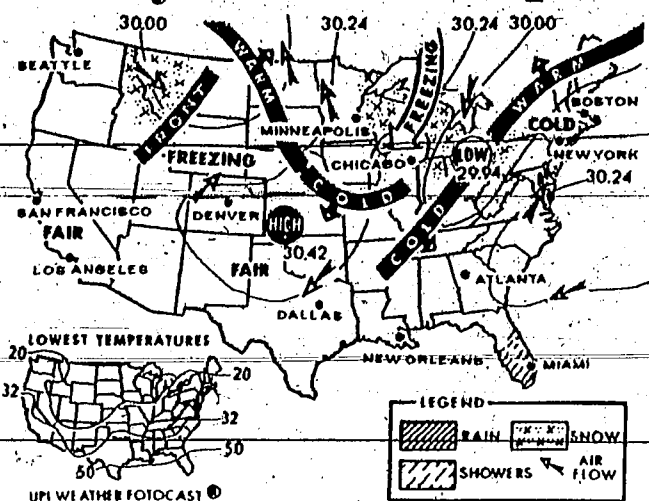 30.00 30.24 30.24 30.00
SEATTLE
WARM
FREEZING
WARM
FRONT
MINNEAPOLIS
BOSTON
COLD
FREEZING
CHICAGO
LOW
29.94
NEW YORK
30.24
COLD
COLD
SAN FRANCISCO
DENVER
HIGH
30.42
FAIR
FAIR
LOS ANGELES
ATLANTA
DALLAS
NEW ORLEANS
MIAMI
LOWEST TEMPERATURES
20
20
32
32
50
50
LEGEND
RAIN SNOW
SHOWERS AIR FLOW
UPI WEATHER FOTOCAST